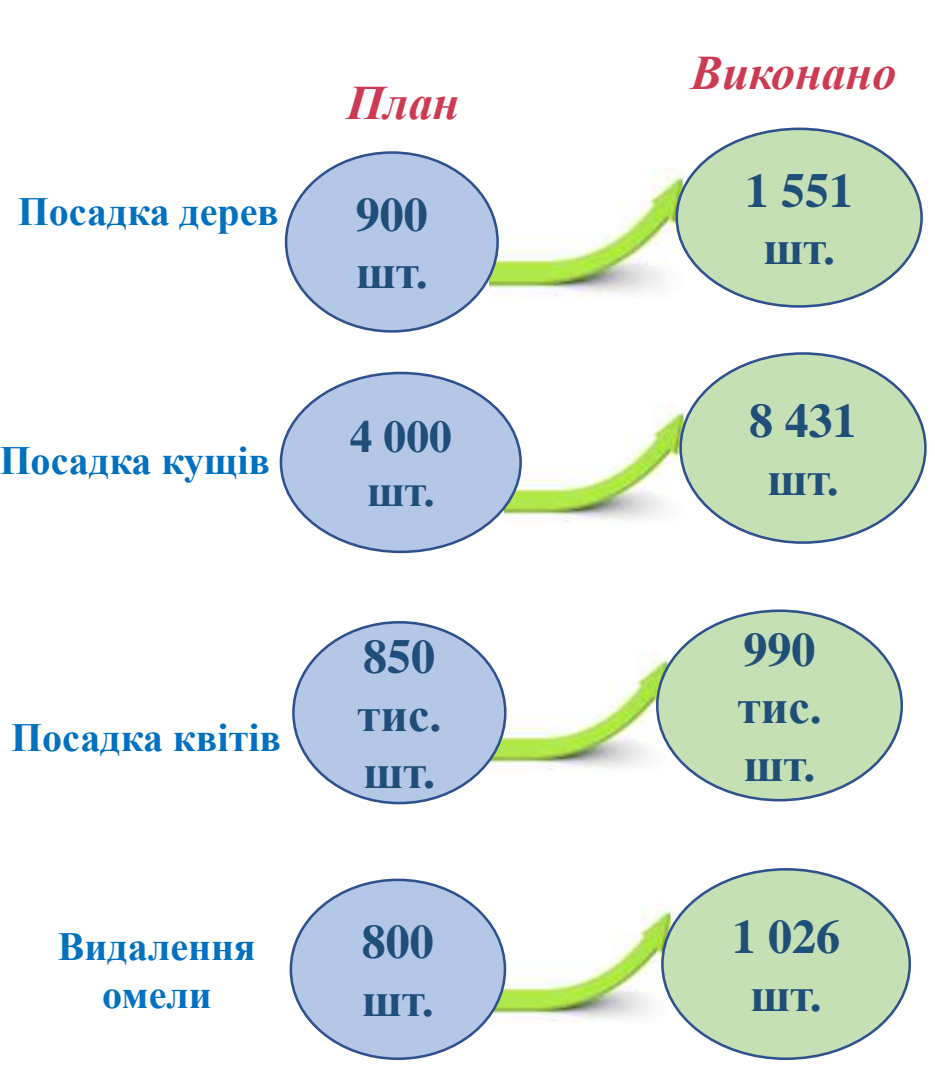 План
Виконано
Посадка дерев
900
шт.
1 551
шт.
Посадка кущів
4 000
шт.
8 431
шт.
Посадка квітів
850
тис.
шт.
990
тис.
шт.
Видалення
омели
800
шт.
1 026
шт.